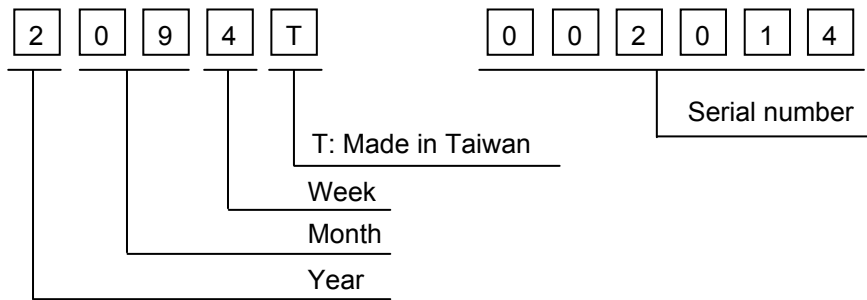 2 0 9 4 T 0 0 2 0 1 4
Serial number
T: Made in Taiwan
Week
Month
Year